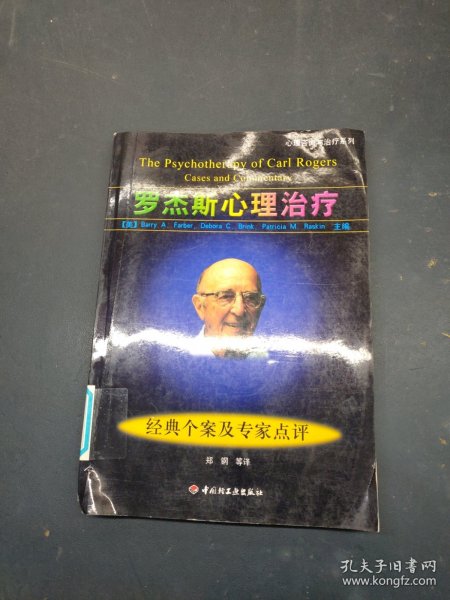 心理咨询与治疗系列
The Psychotherapy of Carl Rogers
Cases and Commentary
罗杰斯心理治疗
【美】Barry A. Farber, Debora C. Brink, Patricia M. Raskin 主编
经典个案及专家点评
郑钢 等译
中国轻工业出版社
孔夫子旧书网
www.kongfz.com